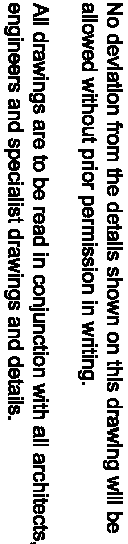 No deviation from the details shown on this drawing will be
allowed without prior permission in writing.
All drawings are to be read in conjunction with all architects,
engineers and specialist drawings and details.